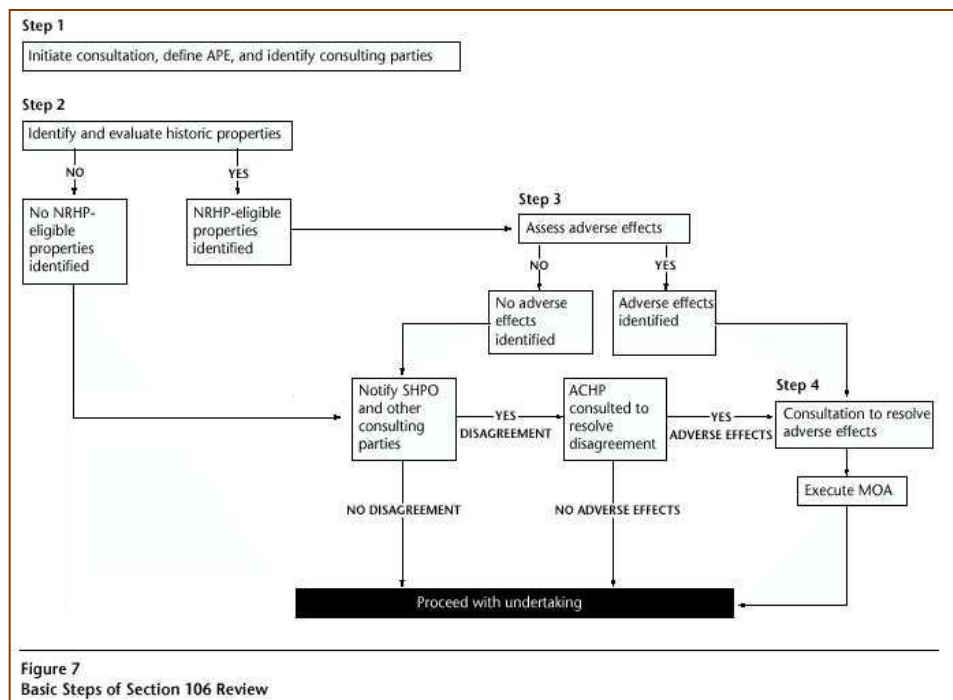 Step 1
Initiate consultation, define APE, and identify consulting parties
Step 2
Identify and evaluate historic properties
NO
YES
No NRHP-
eligible
properties
identified
NRHP-eligible
properties
identified
Step 3
Assess adverse effects
NO
YES
No adverse
effects
identified
Adverse effects
identified
Notify SHPO
and other
consulting
parties
YES
DISAGREEMENT
ACHP
consulted to
resolve
disagreement
YES
ADVERSE EFFECTS
Step 4
Consultation to resolve
adverse effects
Execute MOA
NO DISAGREEMENT
NO ADVERSE EFFECTS
Proceed with undertaking
Figure 7
Basic Steps of Section 106 Review